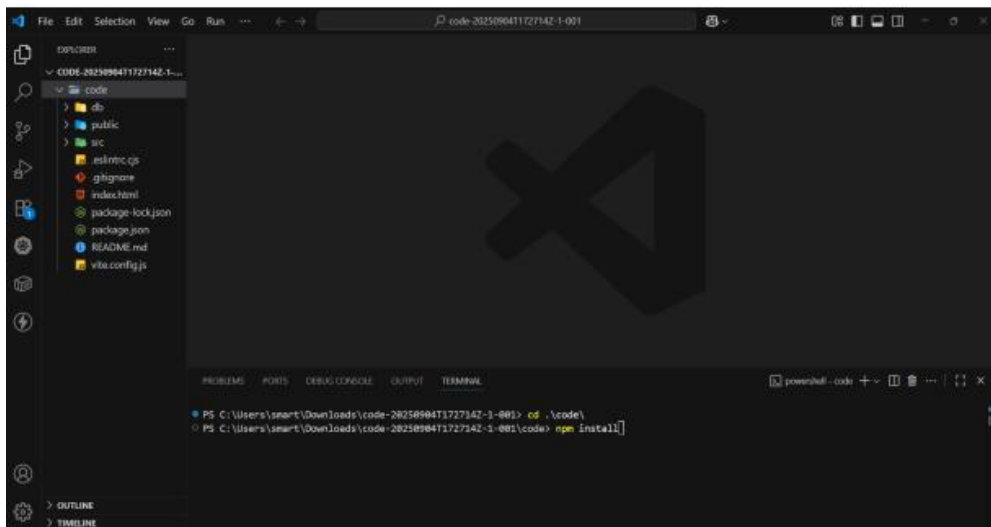 File Edit Selection View Go Run ···
code-20250904T172714Z-1-001
EXPLORER ···
CODE-20250904T172714Z-1-...
code
db
public
src
.eslintrc.cjs
.gitignore
index.html
package-lock.json
package.json
README.md
vite.config.js
OUTLINE
TIMELINE
PROBLEMS PORTS DEBUG CONSOLE OUTPUT TERMINAL
powershell - code
PS C:\Users\smart\Downloads\code-20250904T172714Z-1-001> cd .\code\
PS C:\Users\smart\Downloads\code-20250904T172714Z-1-001\code> npm install
1